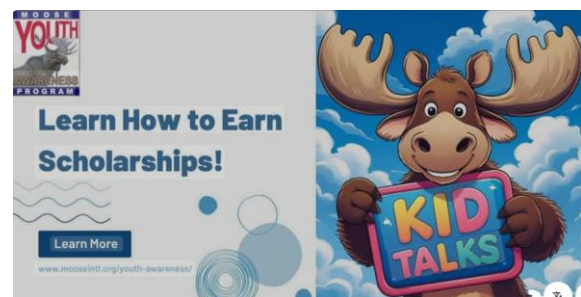 MOOSE
YOUTH
AWARENESS
PROGRAM
Learn How to Earn
Scholarships!
Learn More
www.mooseintl.org/youth-awareness/
KID
TALKS